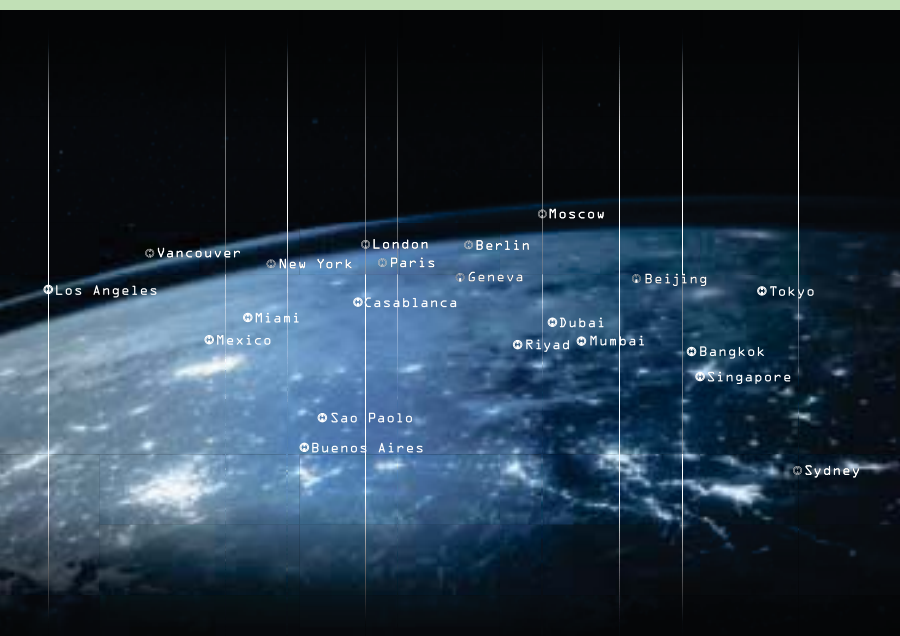 Moscow
Vancouver
London
Berlin
New York
Paris
Geneva
Beijing
Los Angeles
Tokyo
Casablanca
Miami
Dubai
Mexico
Riyad
Mumbai
Bangkok
Singapore
Sao Paolo
Buenos Aires
Sydney